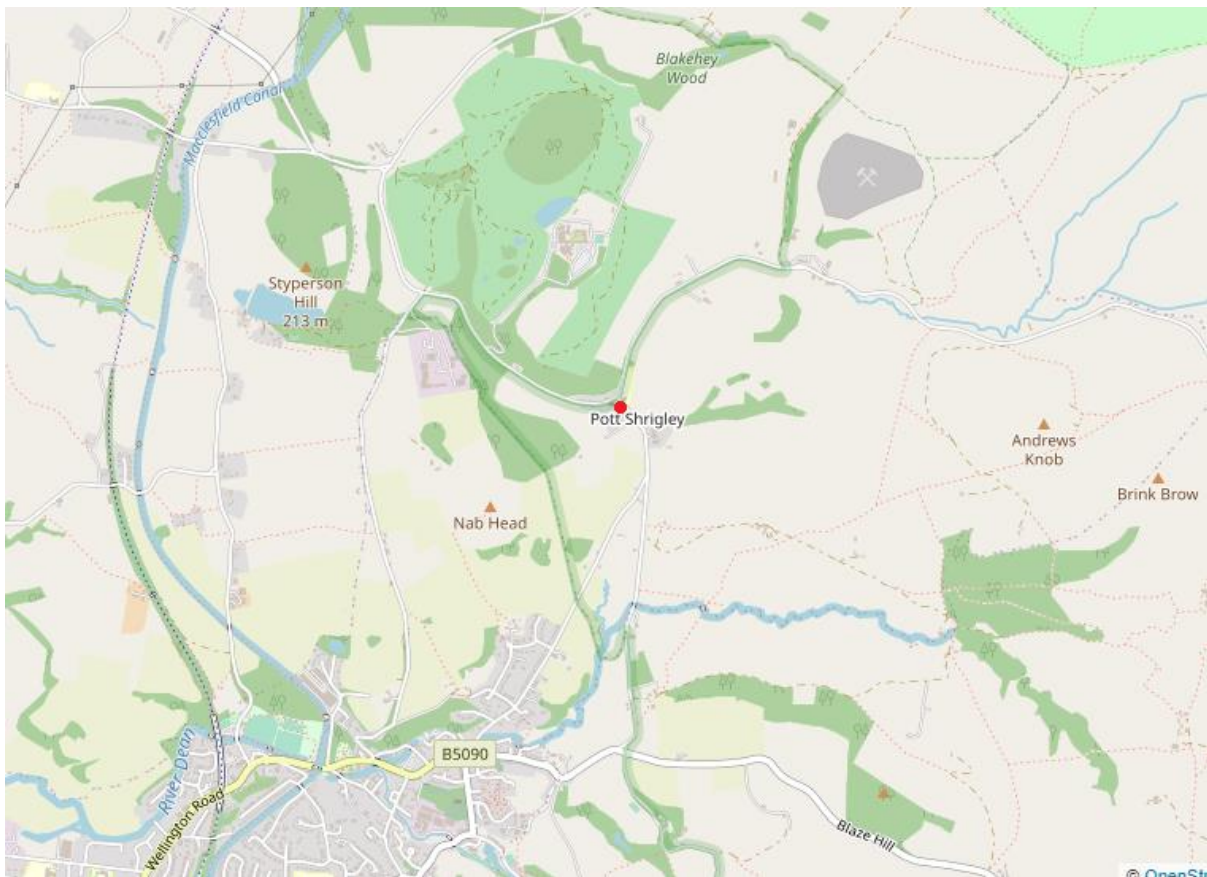 Blakehey
Wood
Macclesfield Canal
Styperson
Hill
213 m
Pott Shrigley
Andrews
Knob
Brink Brow
Nab Head
River Dean
B5090
Wellington Road
Blaze Hill
© OpenStr